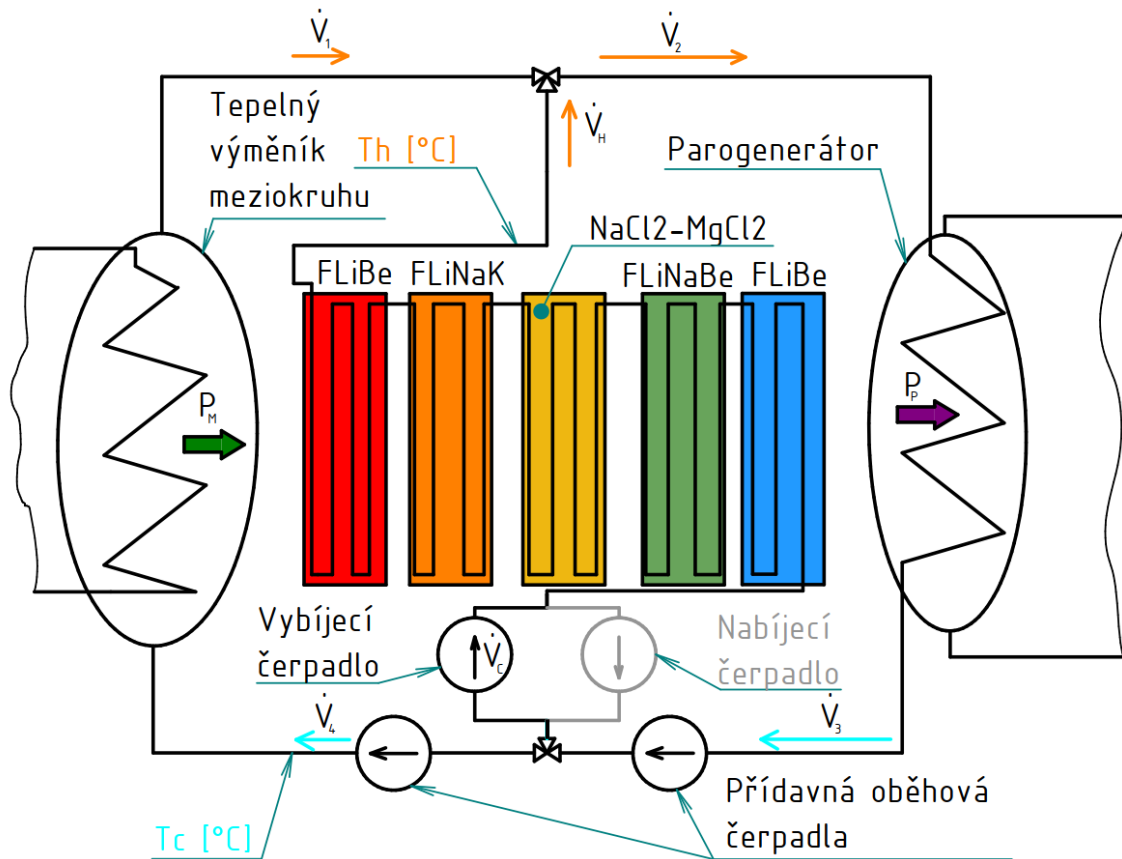 V̇₁
V̇₂
Tepelný
výměník
meziokruhu
Th [°C]
V̇H
Parogenerátor
NaCl2-MgCl2
FLiBe
FLiNaK
FLiNaBe
FLiBe
PM
PP
Vybíjecí
čerpadlo
V̇C
Nabíjecí
čerpadlo
V̇₄
V̇₃
Přídavná oběhová
čerpadla
Tc [°C]